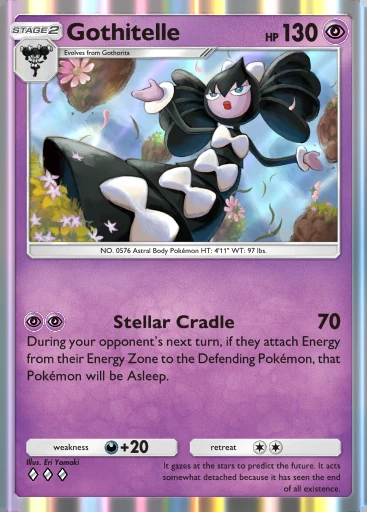 STAGE 2
Gothitelle
HP 130
Evolves from Gothorita
NO. 0576 Astral Body Pokémon HT: 4'11" WT: 97 lbs.
Stellar Cradle 70
During your opponent's next turn, if they attach Energy
from their Energy Zone to the Defending Pokémon, that
Pokémon will be Asleep.
weakness +20
retreat
Illus. Eri Yamaki
It gazes at the stars to predict the future. It acts
somewhat detached because it has seen the end
of all existence.